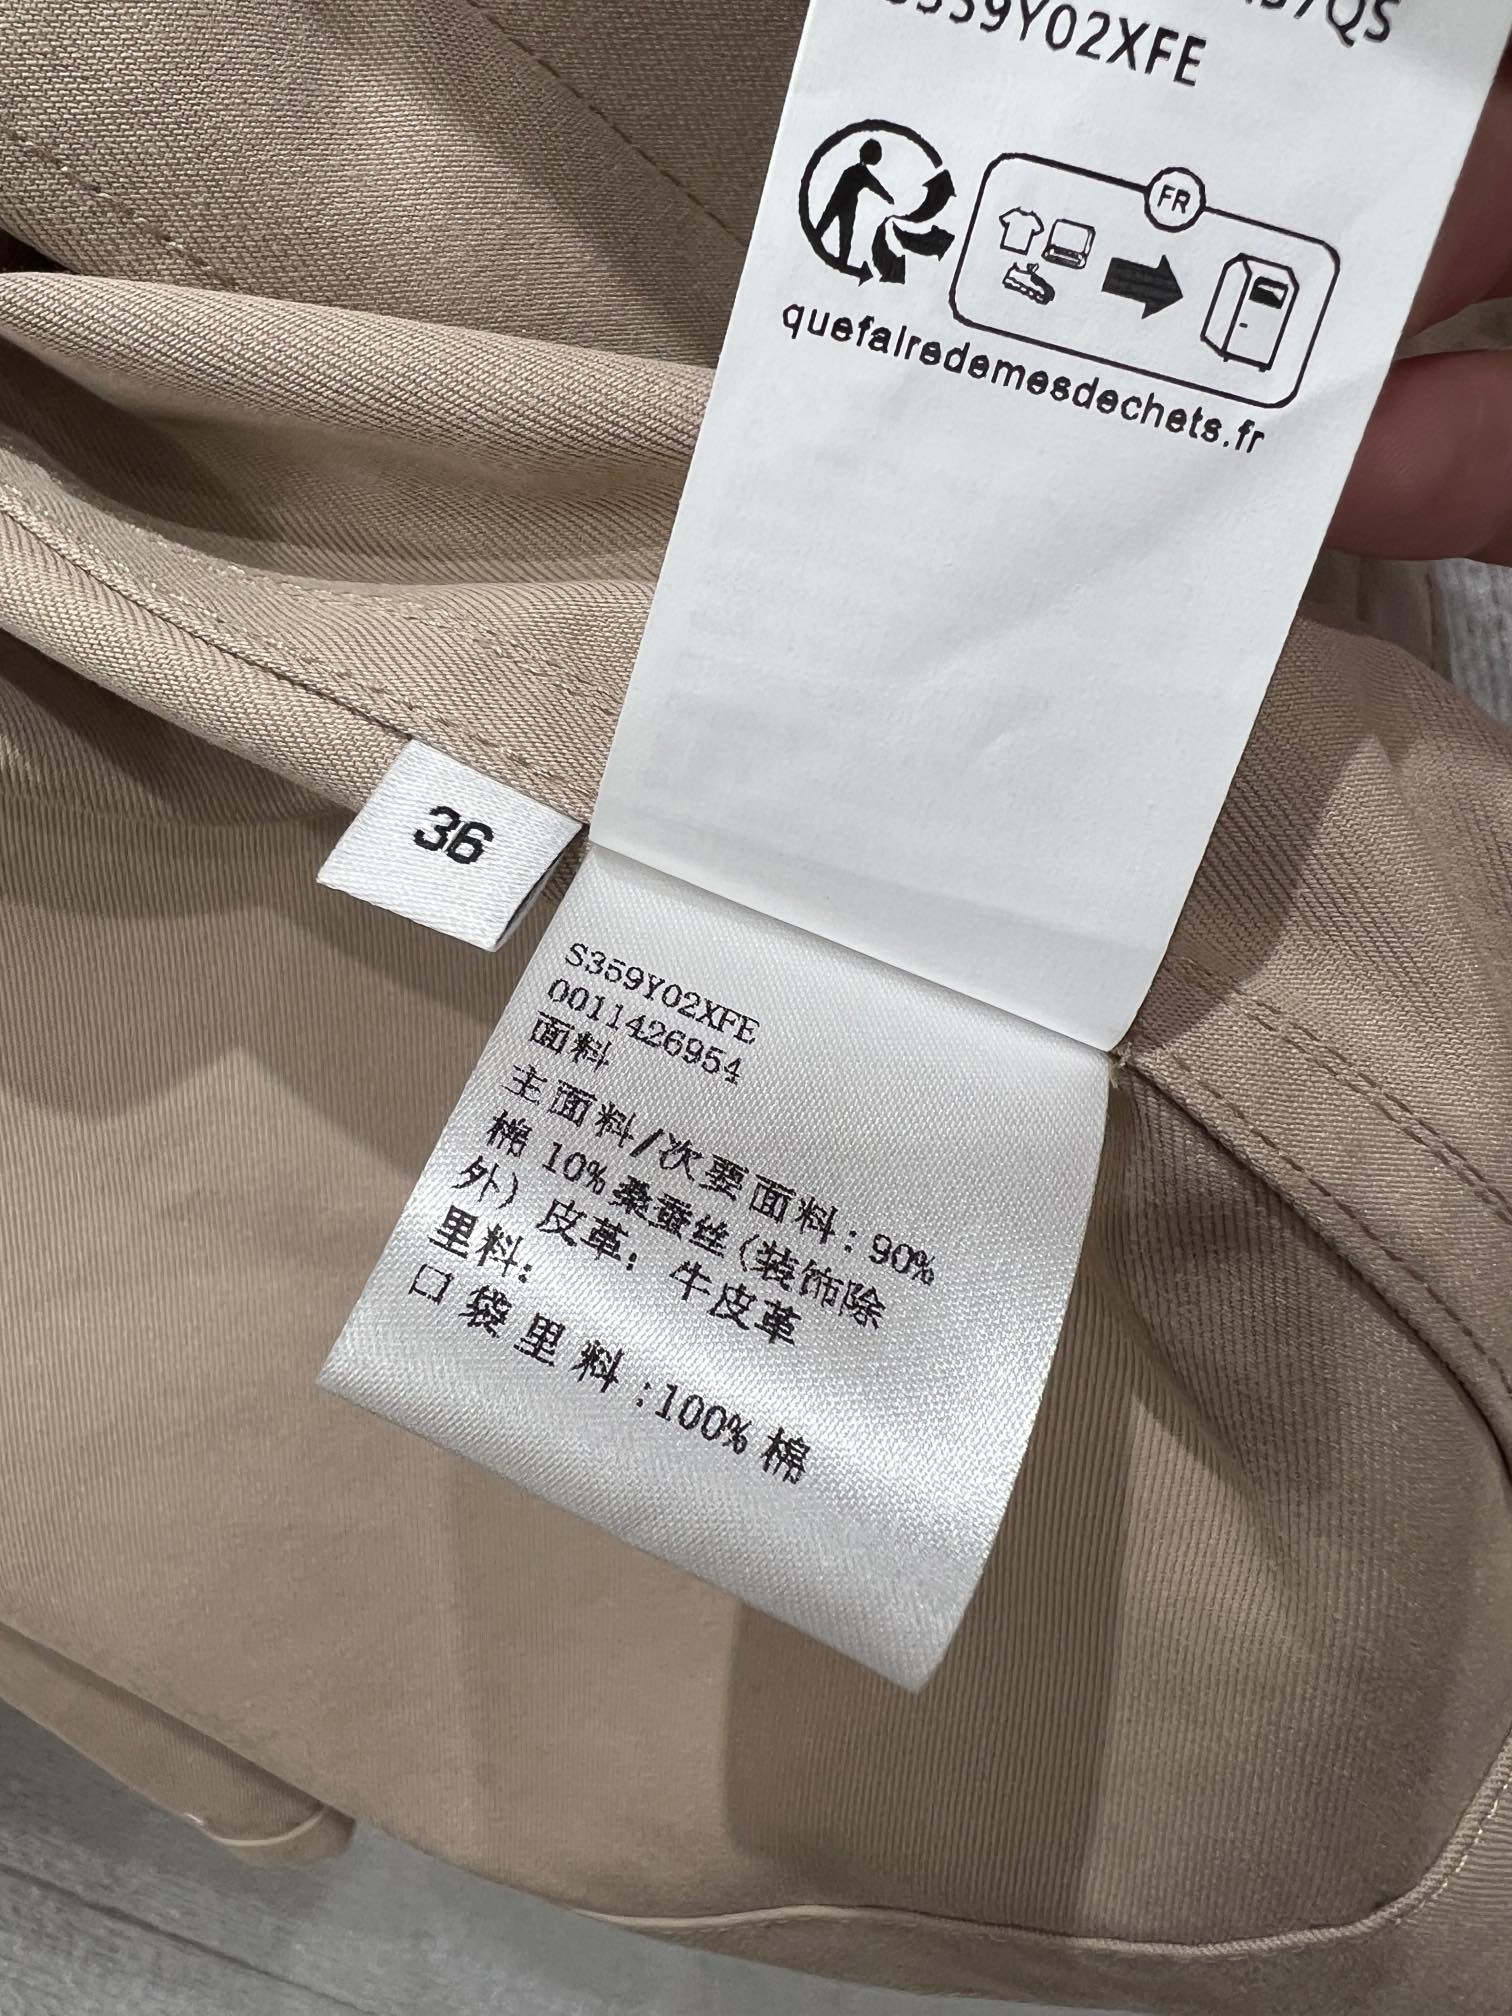 S359Y02XFE
FR
quefairedemesdechets.fr
36
S359Y02XFE
0011426954
面料
主面料/次要面料:90%
棉 10%桑蚕丝(装饰除
外) 皮革: 牛皮革
里料:
口袋里料:100%棉